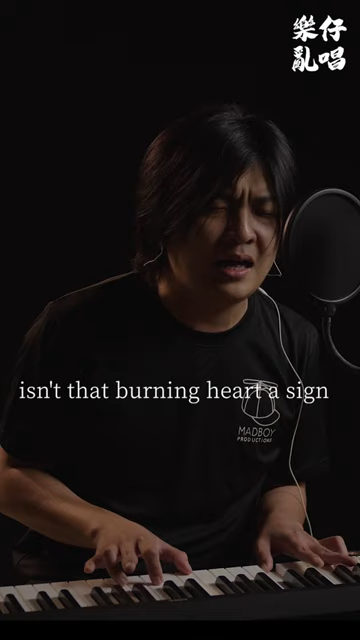 樂仔
亂唱
isn't that burning heart a sign
MADBOY
PRODUCTIONS